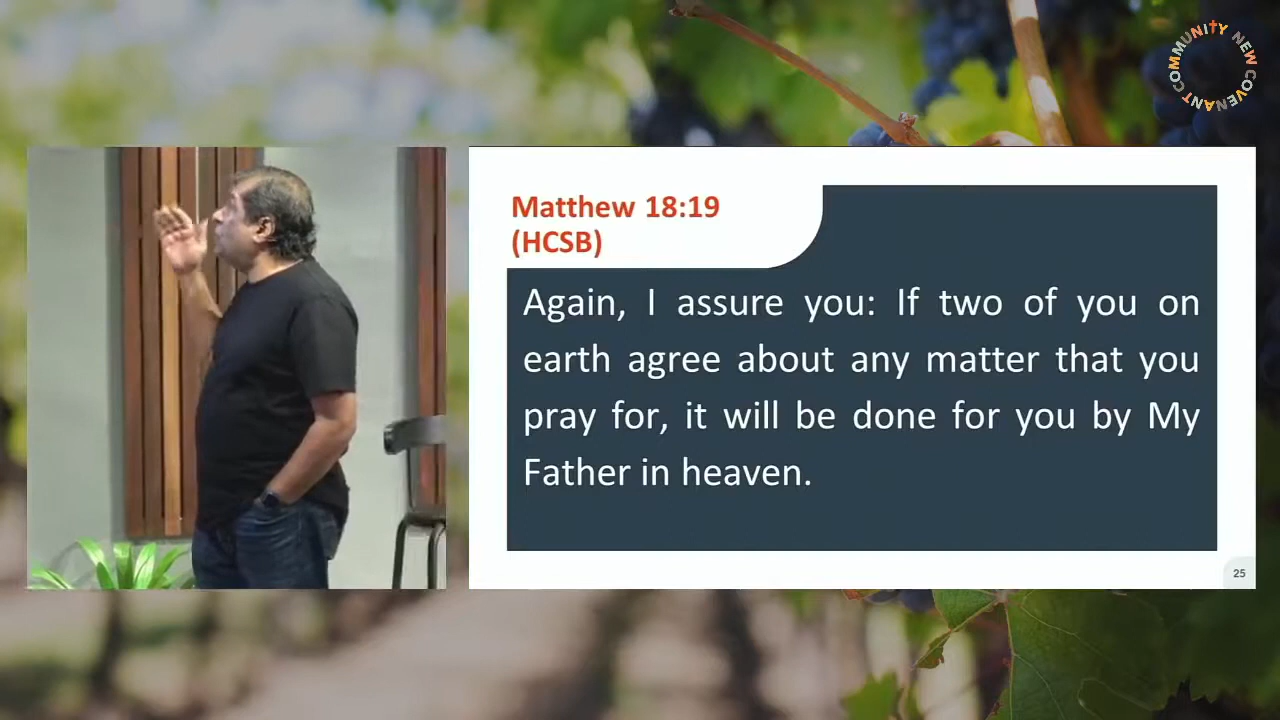 COMMUNITY NEW COVENANT
Matthew 18:19
(HCSB)
Again, I assure you: If two of you on
earth agree about any matter that you
pray for, it will be done for you by My
Father in heaven.
25